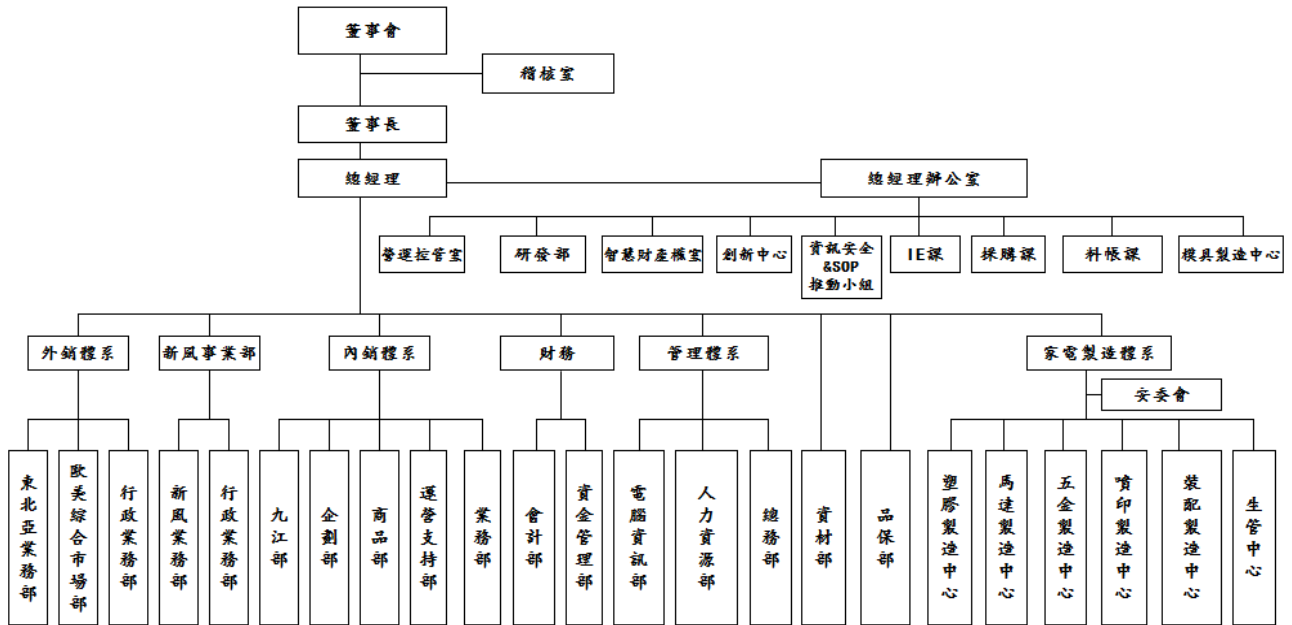 董事會
稽核室
董事長
總經理
總經理辦公室
營運控管室
研發部
智慧財產權室
創新中心
資訊安全
&SOP
推動小組
IE課
採購課
料帳課
模具製造中心
外銷體系
新風事業部
內銷體系
財務
管理體系
家電製造體系
安委會
東北亞業務部
歐美綜合市場部
行政業務部
新風業務部
行政業務部
九江部
企劃部
商品部
運營支持部
業務部
會計部
資金管理部
電腦資訊部
人力資源部
總務部
資材部
品保部
塑膠製造中心
馬達製造中心
五金製造中心
噴印製造中心
裝配製造中心
生管中心